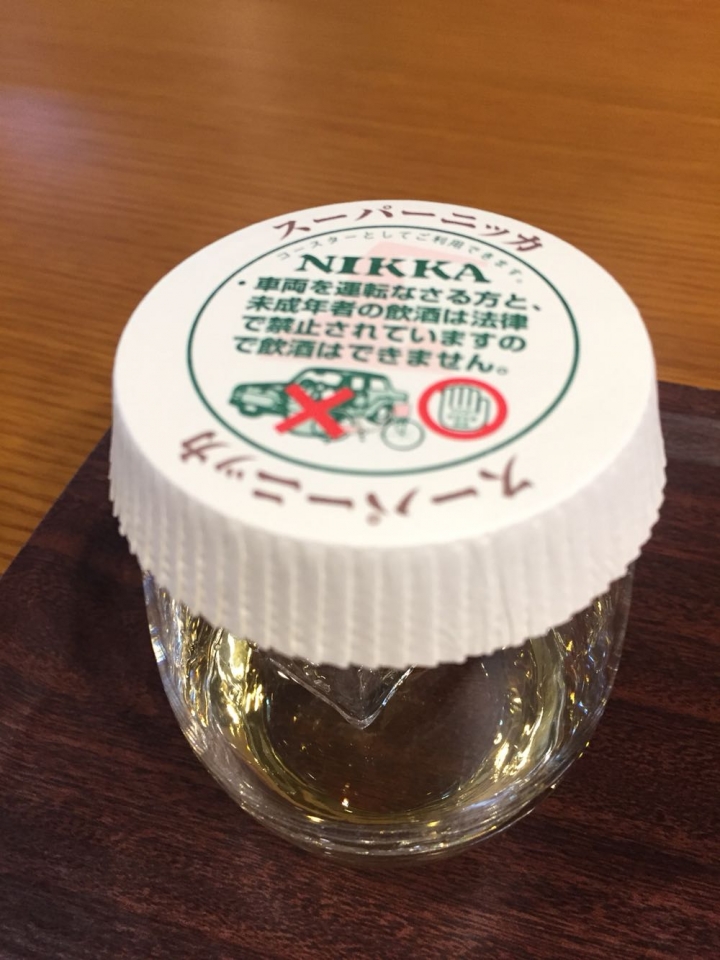 スーパーニッカ
コースターとしてご利用できます。
NIKKA
・車両を運転なさる方と、
未成年者の飲酒は法律
で禁止されていますの
で飲酒はできません。
スーパーニッカ